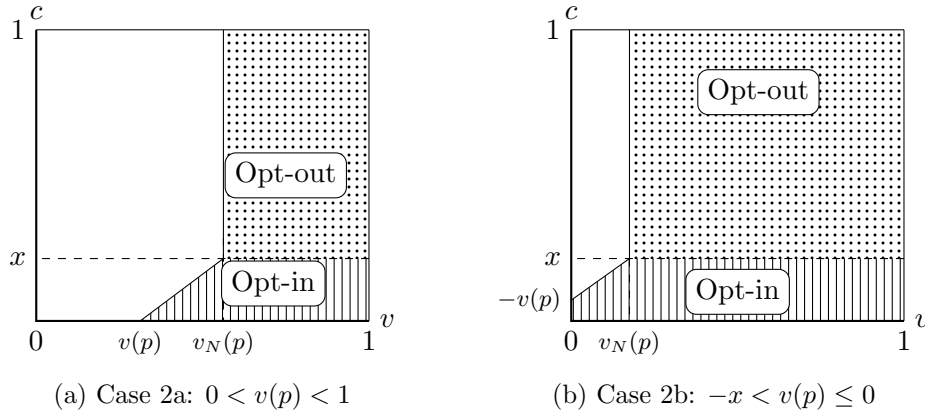 c
1
Opt-out
x
Opt-in
v
0
v(p)
v_N(p)
1
(a) Case 2a: 0 < v(p) < 1
c
1
Opt-out
x
−v(p)
Opt-in
v
0
v_N(p)
1
(b) Case 2b: −x < v(p) ≤ 0